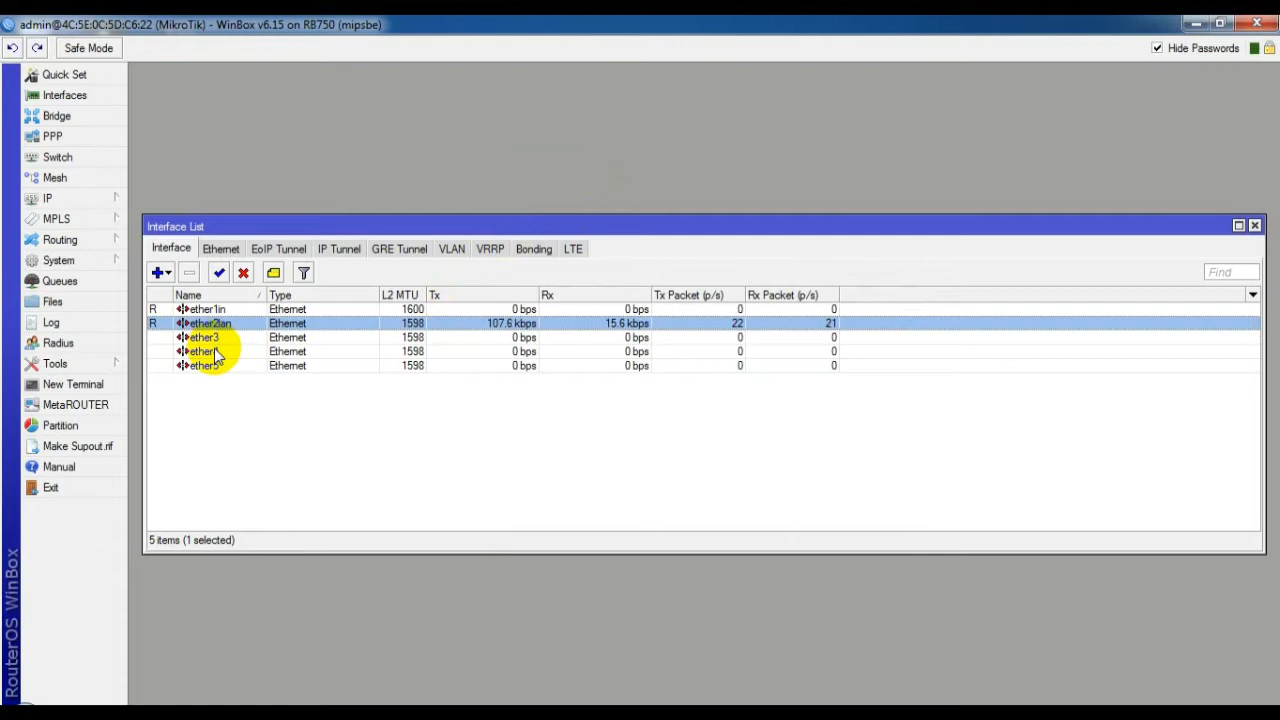 admin@4C:5E:0C:5D:C6:22 (MikroTik) - WinBox v6.15 on RB750 (mipsbe)
Safe Mode
Hide Passwords
Quick Set
Interfaces
Bridge
PPP
Switch
Mesh
IP
MPLS
Routing
System
Queues
Files
Log
Radius
Tools
New Terminal
MetaROUTER
Partition
Make Supout.rif
Manual
Exit
RouterOS WinBox
Interface List
Interface Ethernet EoIP Tunnel IP Tunnel GRE Tunnel VLAN VRRP Bonding LTE
Find
Name Type L2 MTU Tx Rx Tx Packet (p/s) Rx Packet (p/s)
R ether1in Ethernet 1600 0 bps 0 bps 0 0
R ether2lan Ethernet 1598 107.6 kbps 15.6 kbps 22 21
ether3 Ethernet 1598 0 bps 0 bps 0 0
Ethernet 1598 0 bps 0 bps 0 0
ether5 Ethernet 1598 0 bps 0 bps 0 0
5 items (1 selected)